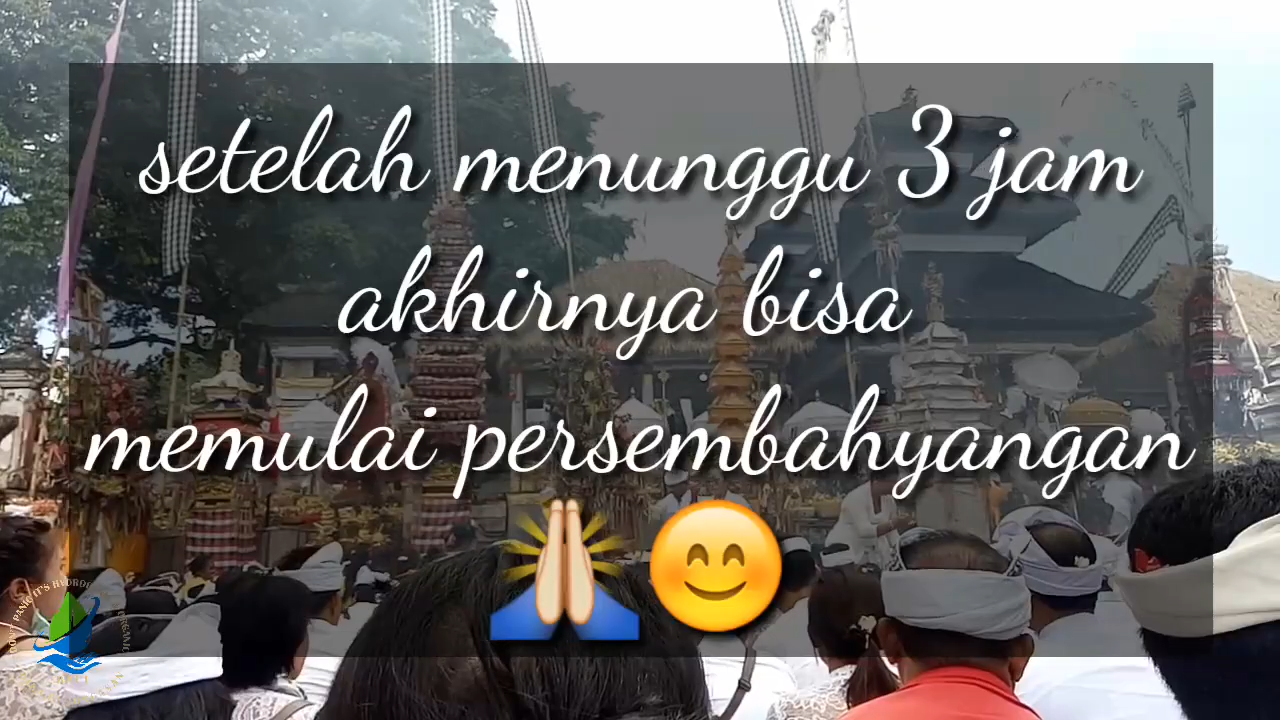 setelah menunggu 3 jam
akhirnya bisa
memulai persembahyangan
🙏😊